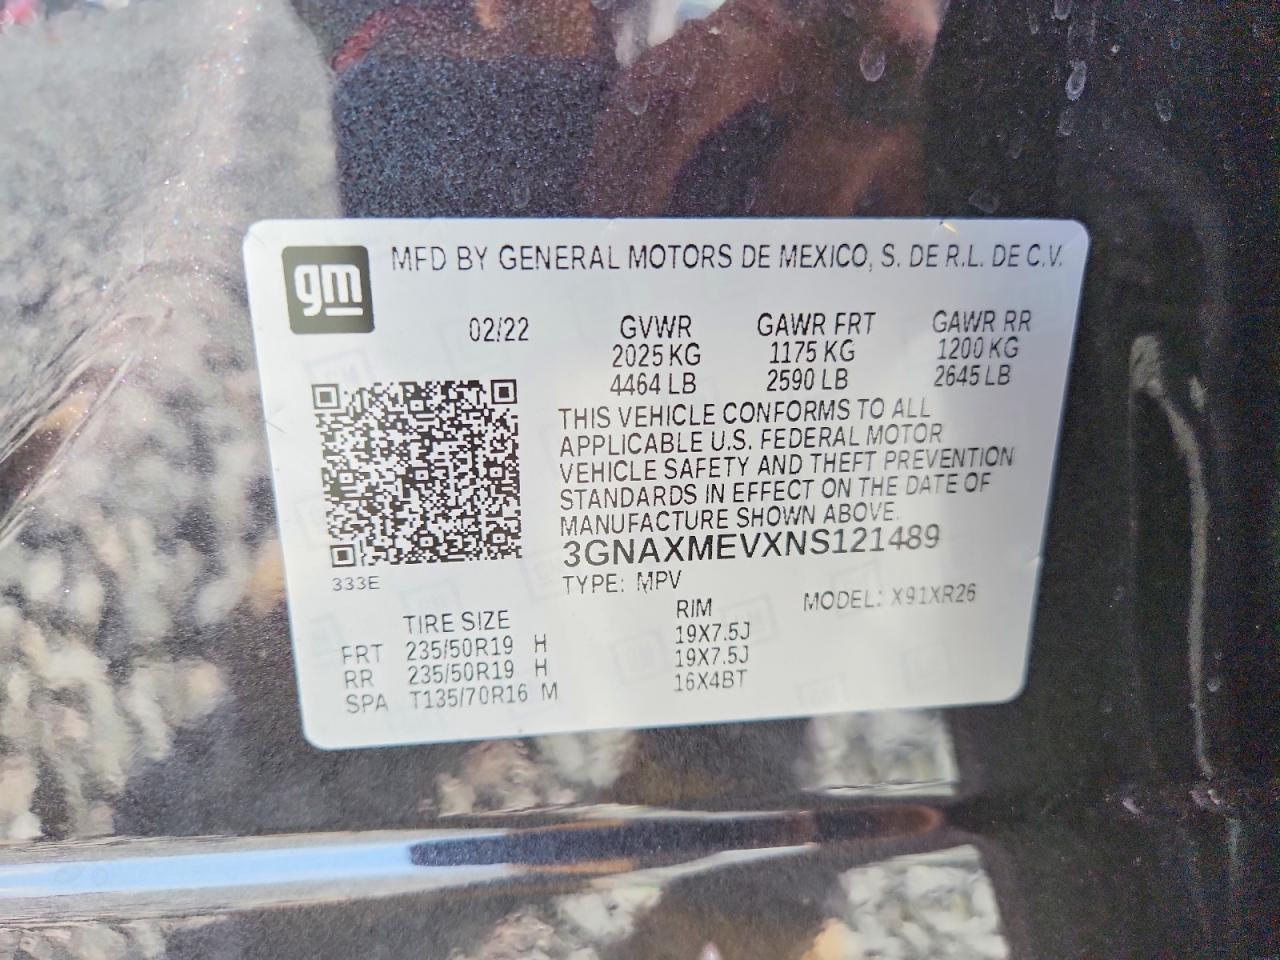 gm
MFD BY GENERAL MOTORS DE MEXICO, S. DE R.L. DE C.V.
02/22 GVWR GAWR FRT GAWR RR
2025 KG 1175 KG 1200 KG
4464 LB 2590 LB 2645 LB
THIS VEHICLE CONFORMS TO ALL
APPLICABLE U.S. FEDERAL MOTOR
VEHICLE SAFETY AND THEFT PREVENTION
STANDARDS IN EFFECT ON THE DATE OF
MANUFACTURE SHOWN ABOVE.
3GNAXMEVXNS121489
333E
TYPE: MPV MODEL: X91XR26
TIRE SIZE RIM
FRT 235/50R19 H 19X7.5J
RR 235/50R19 H 19X7.5J
SPA T135/70R16 M 16X4BT